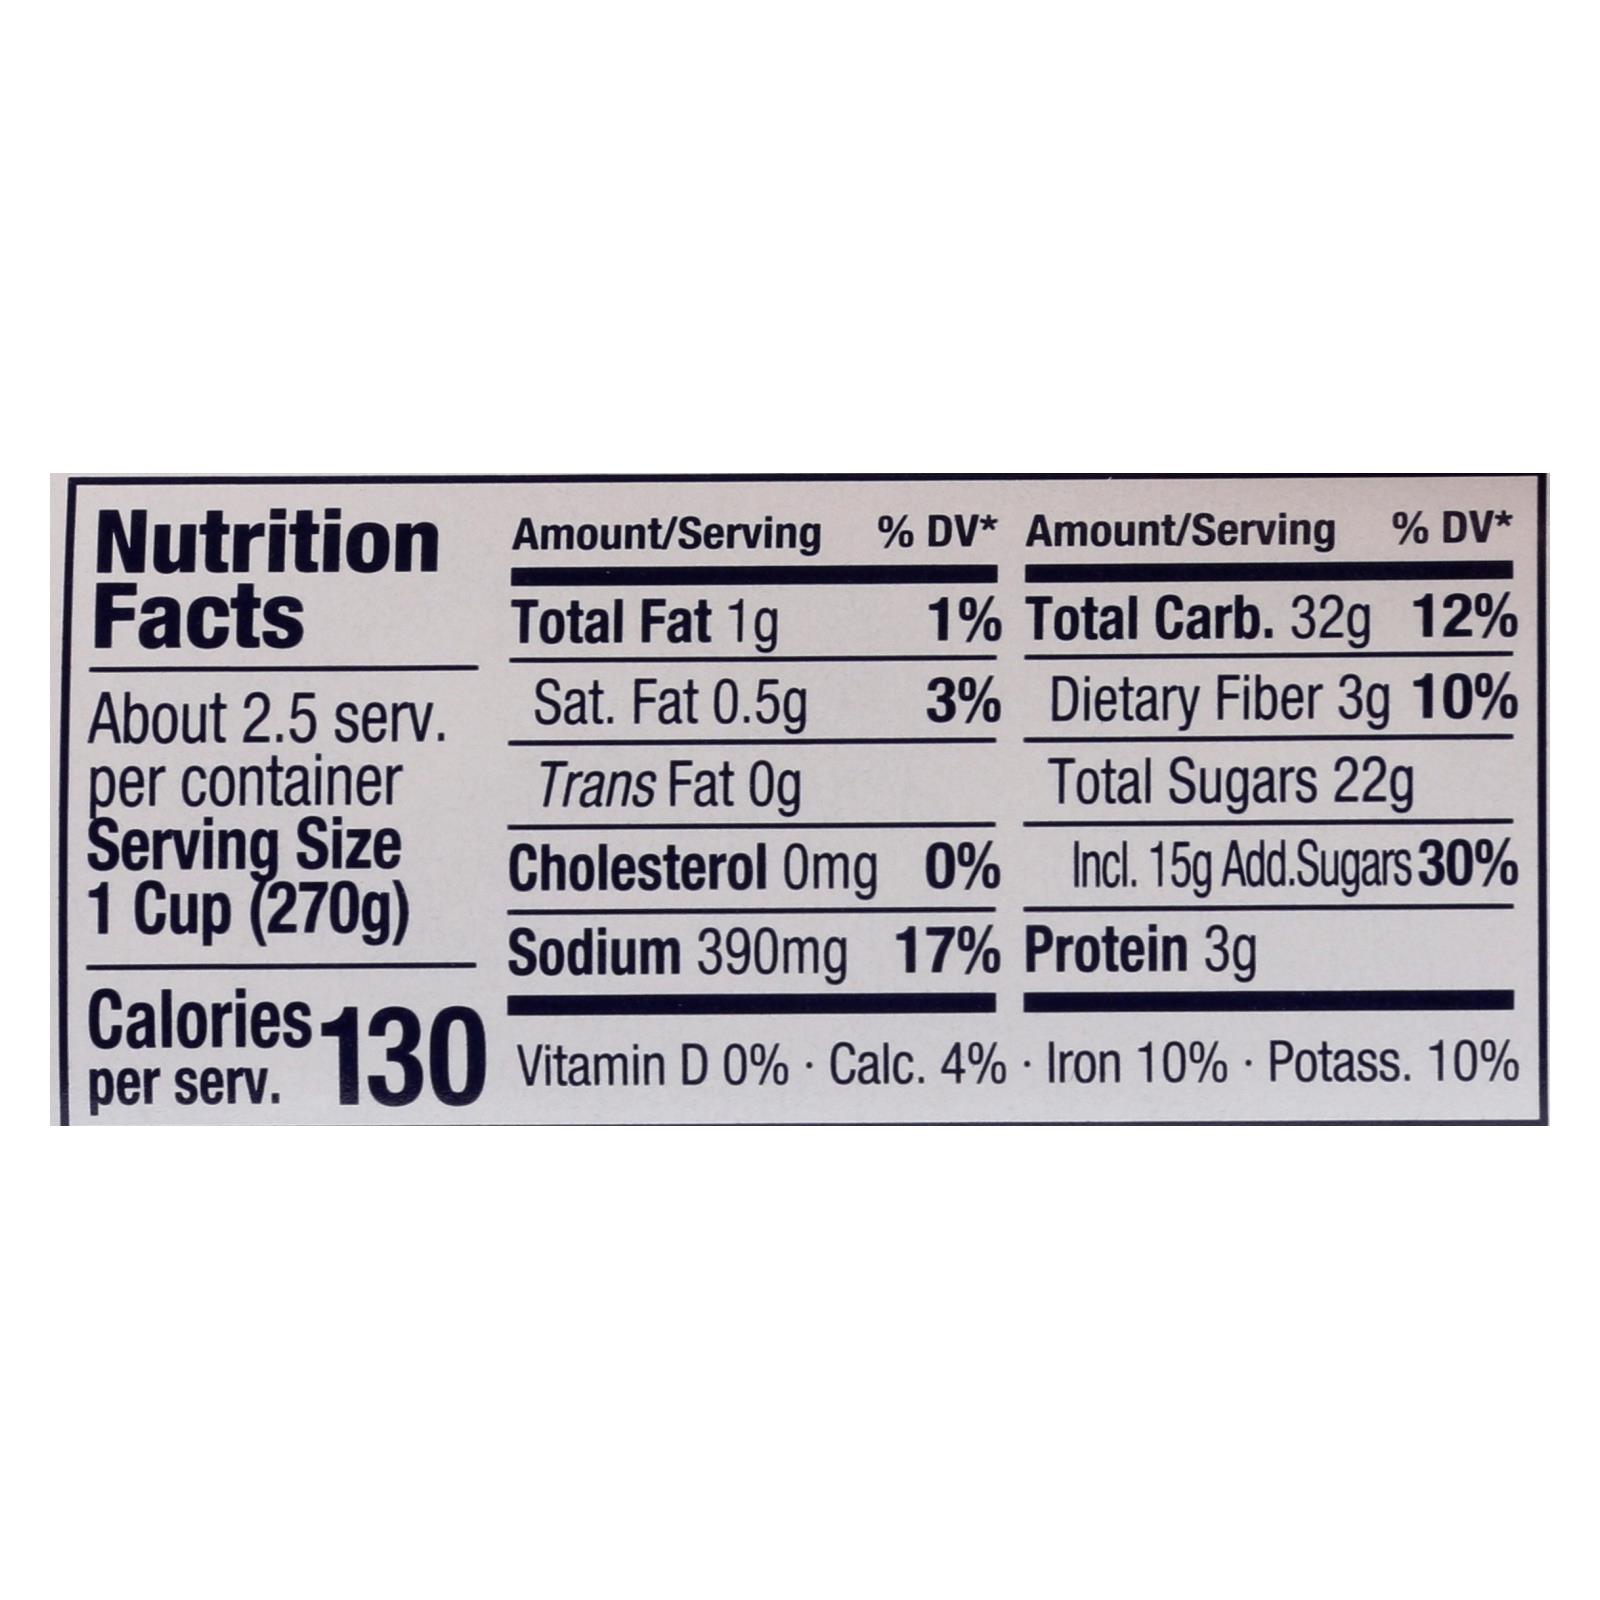 Nutrition
Facts
About 2.5 serv.
per container
Serving Size
1 Cup (270g)
Calories
per serv.
130
Amount/Serving % DV*
Total Fat 1g 1%
Sat. Fat 0.5g 3%
Trans Fat 0g
Cholesterol 0mg 0%
Sodium 390mg 17%
Amount/Serving % DV*
Total Carb. 32g 12%
Dietary Fiber 3g 10%
Total Sugars 22g
Incl. 15g Add.Sugars 30%
Protein 3g
Vitamin D 0% · Calc. 4% · Iron 10% · Potass. 10%